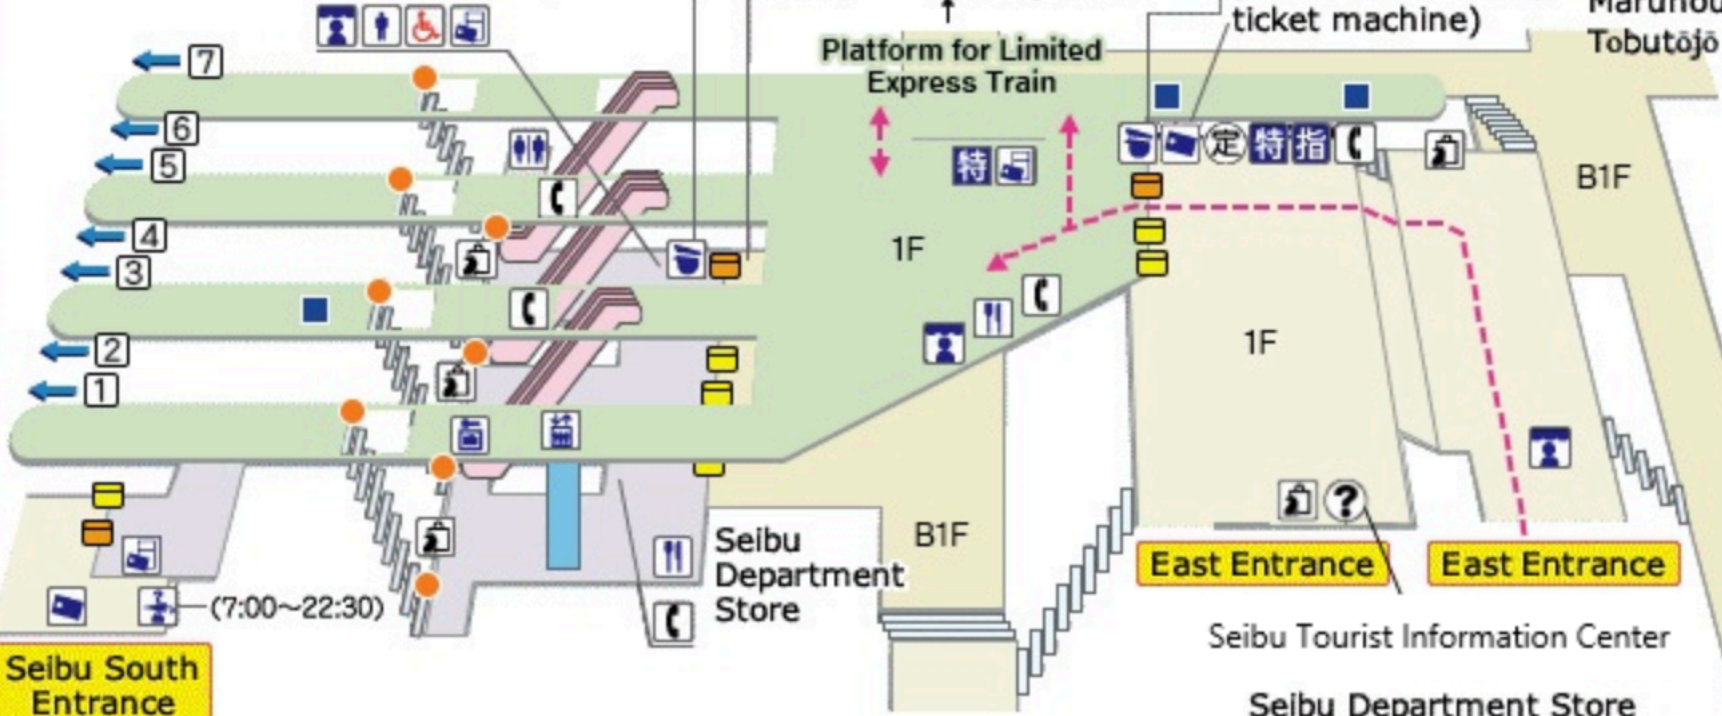 ticket machine)
Tobutōjō
Platform for Limited
Express Train
7
6
5
4
3
2
1
特
定
特
指
1F
1F
B1F
B1F
?
East Entrance
East Entrance
Seibu
Department
Store
(7:00～22:30)
Seibu Tourist Information Center
Seibu South
Entrance
Seibu Department Store